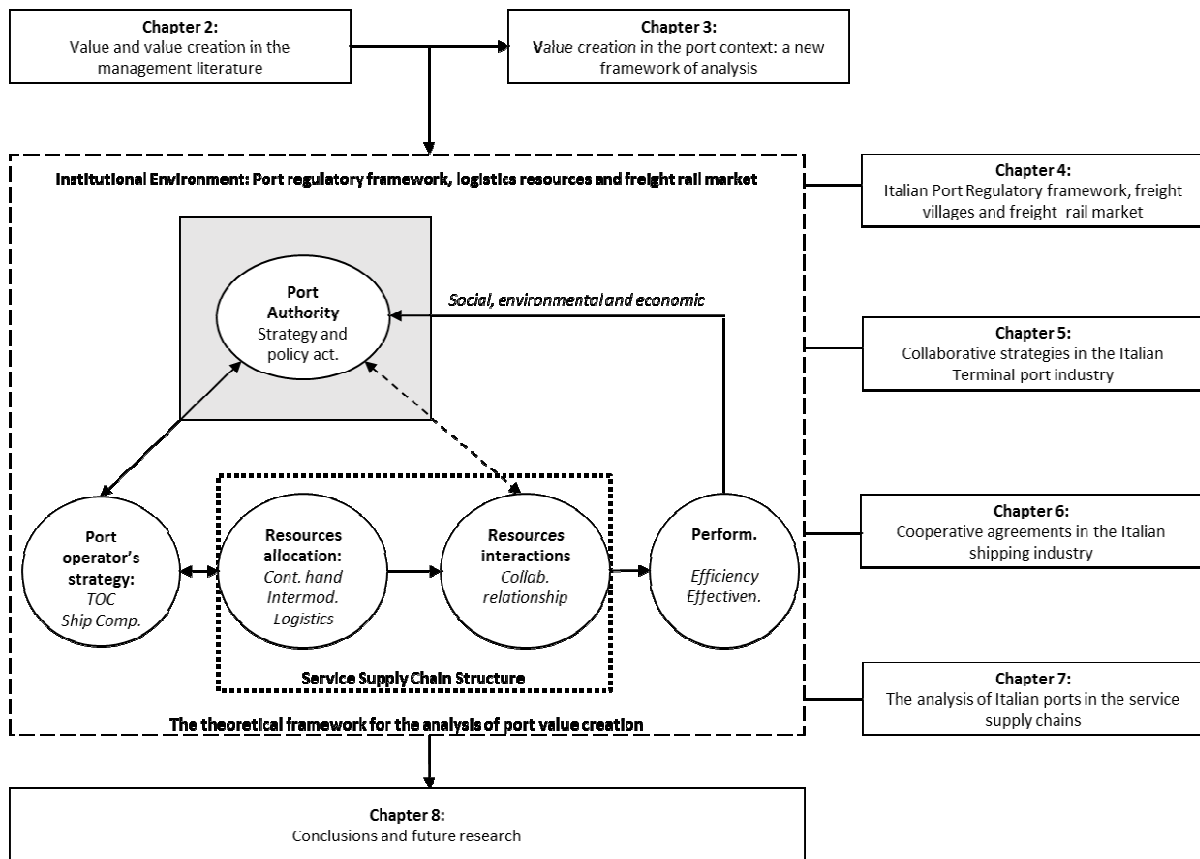 Chapter 2:
Value and value creation in the
management literature
Chapter 3:
Value creation in the port context: a new
framework of analysis
Institutional Environment: Port regulatory framework, logistics resources and freight rail market
Chapter 4:
Italian Port Regulatory framework, freight
villages and freight rail market
Port
Authority
Strategy and
policy act.
Social, environmental and economic
Chapter 5:
Collaborative strategies in the Italian
Terminal port industry
Port
operator's
strategy:
TOC
Ship Comp.
Resources
allocation:
Cont. hand
Intermod.
Logistics
Resources
interactions
Collab.
relationship
Perform.
Efficiency
Effectiven.
Chapter 6:
Cooperative agreements in the Italian
shipping industry
Service Supply Chain Structure
Chapter 7:
The analysis of Italian ports in the service
supply chains
The theoretical framework for the analysis of port value creation
Chapter 8:
Conclusions and future research